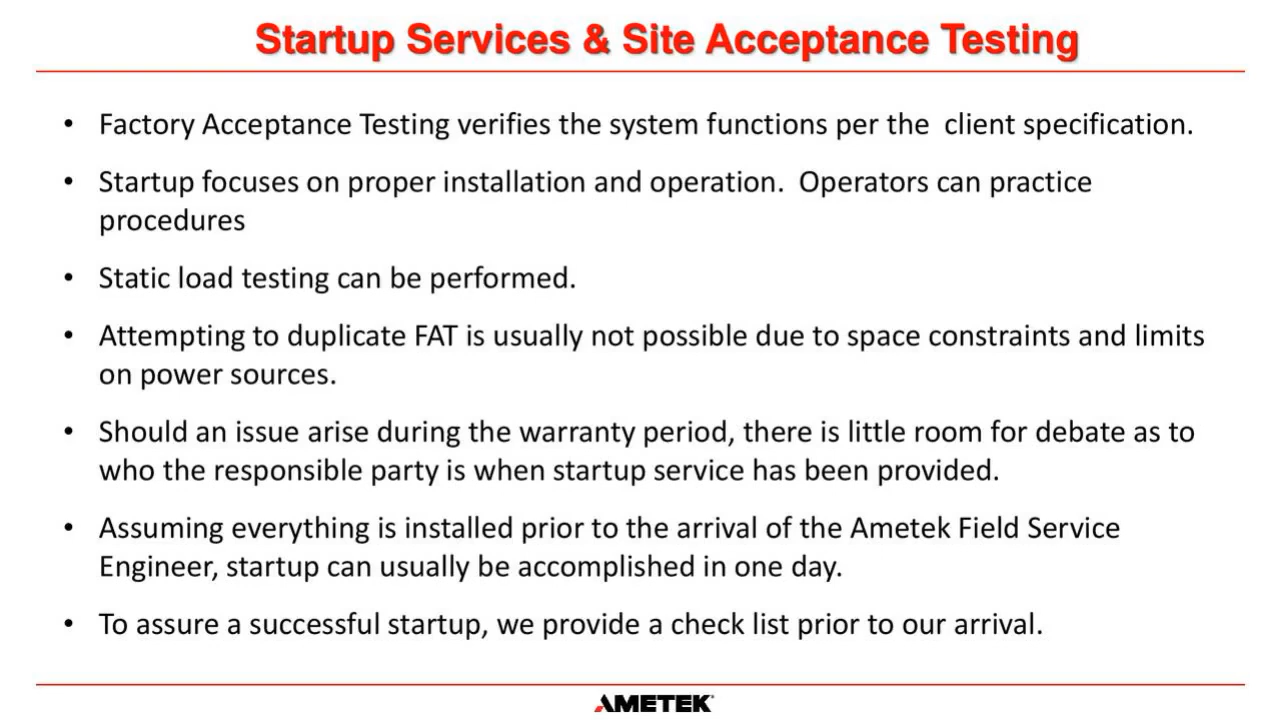 Startup Services & Site Acceptance Testing
• Factory Acceptance Testing verifies the system functions per the  client specification.
• Startup focuses on proper installation and operation.  Operators can practice
procedures
• Static load testing can be performed.
• Attempting to duplicate FAT is usually not possible due to space constraints and limits
on power sources.
• Should an issue arise during the warranty period, there is little room for debate as to
who the responsible party is when startup service has been provided.
• Assuming everything is installed prior to the arrival of the Ametek Field Service
Engineer, startup can usually be accomplished in one day.
• To assure a successful startup, we provide a check list prior to our arrival.
AMETEK